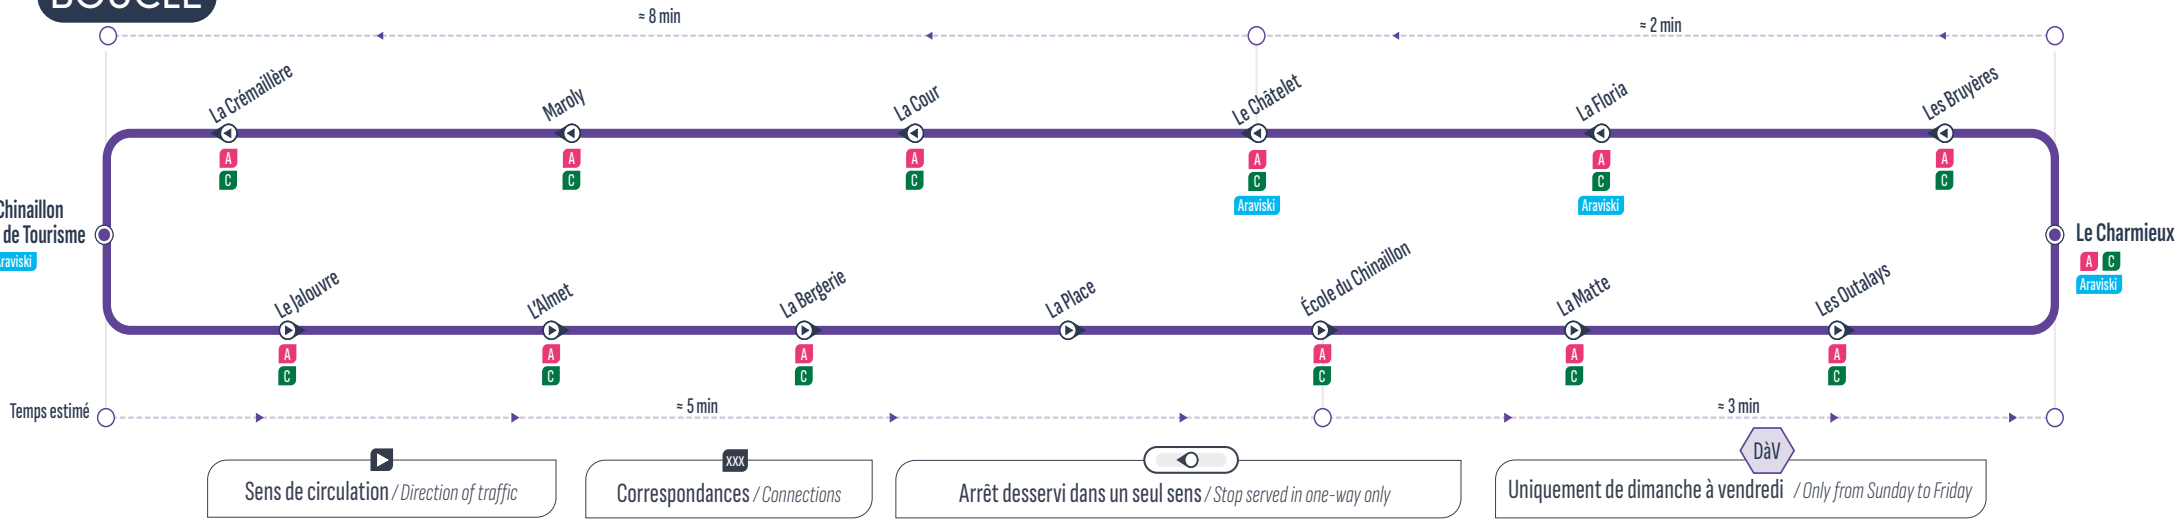 BOUCLE
≈ 8 min
≈ 2 min
La Crémaillère
Maroly
La Cour
Le Châtelet
La Floria
Les Bruyères
A
A
A
A
A
A
C
C
C
C
C
C
Araviski
Araviski
Chinaillon
de Tourisme
raviski
Le Charmieux
A C
Araviski
Le Jalouvre
L'Almet
La Bergerie
La Place
École du Chinaillon
La Matte
Les Outalays
A
A
A
A
A
A
C
C
C
C
C
C
Temps estimé
≈ 5 min
≈ 3 min
Sens de circulation / Direction of traffic
XXX
Correspondances / Connections
Arrêt desservi dans un seul sens / Stop served in one-way only
DàV
Uniquement de dimanche à vendredi / Only from Sunday to Friday